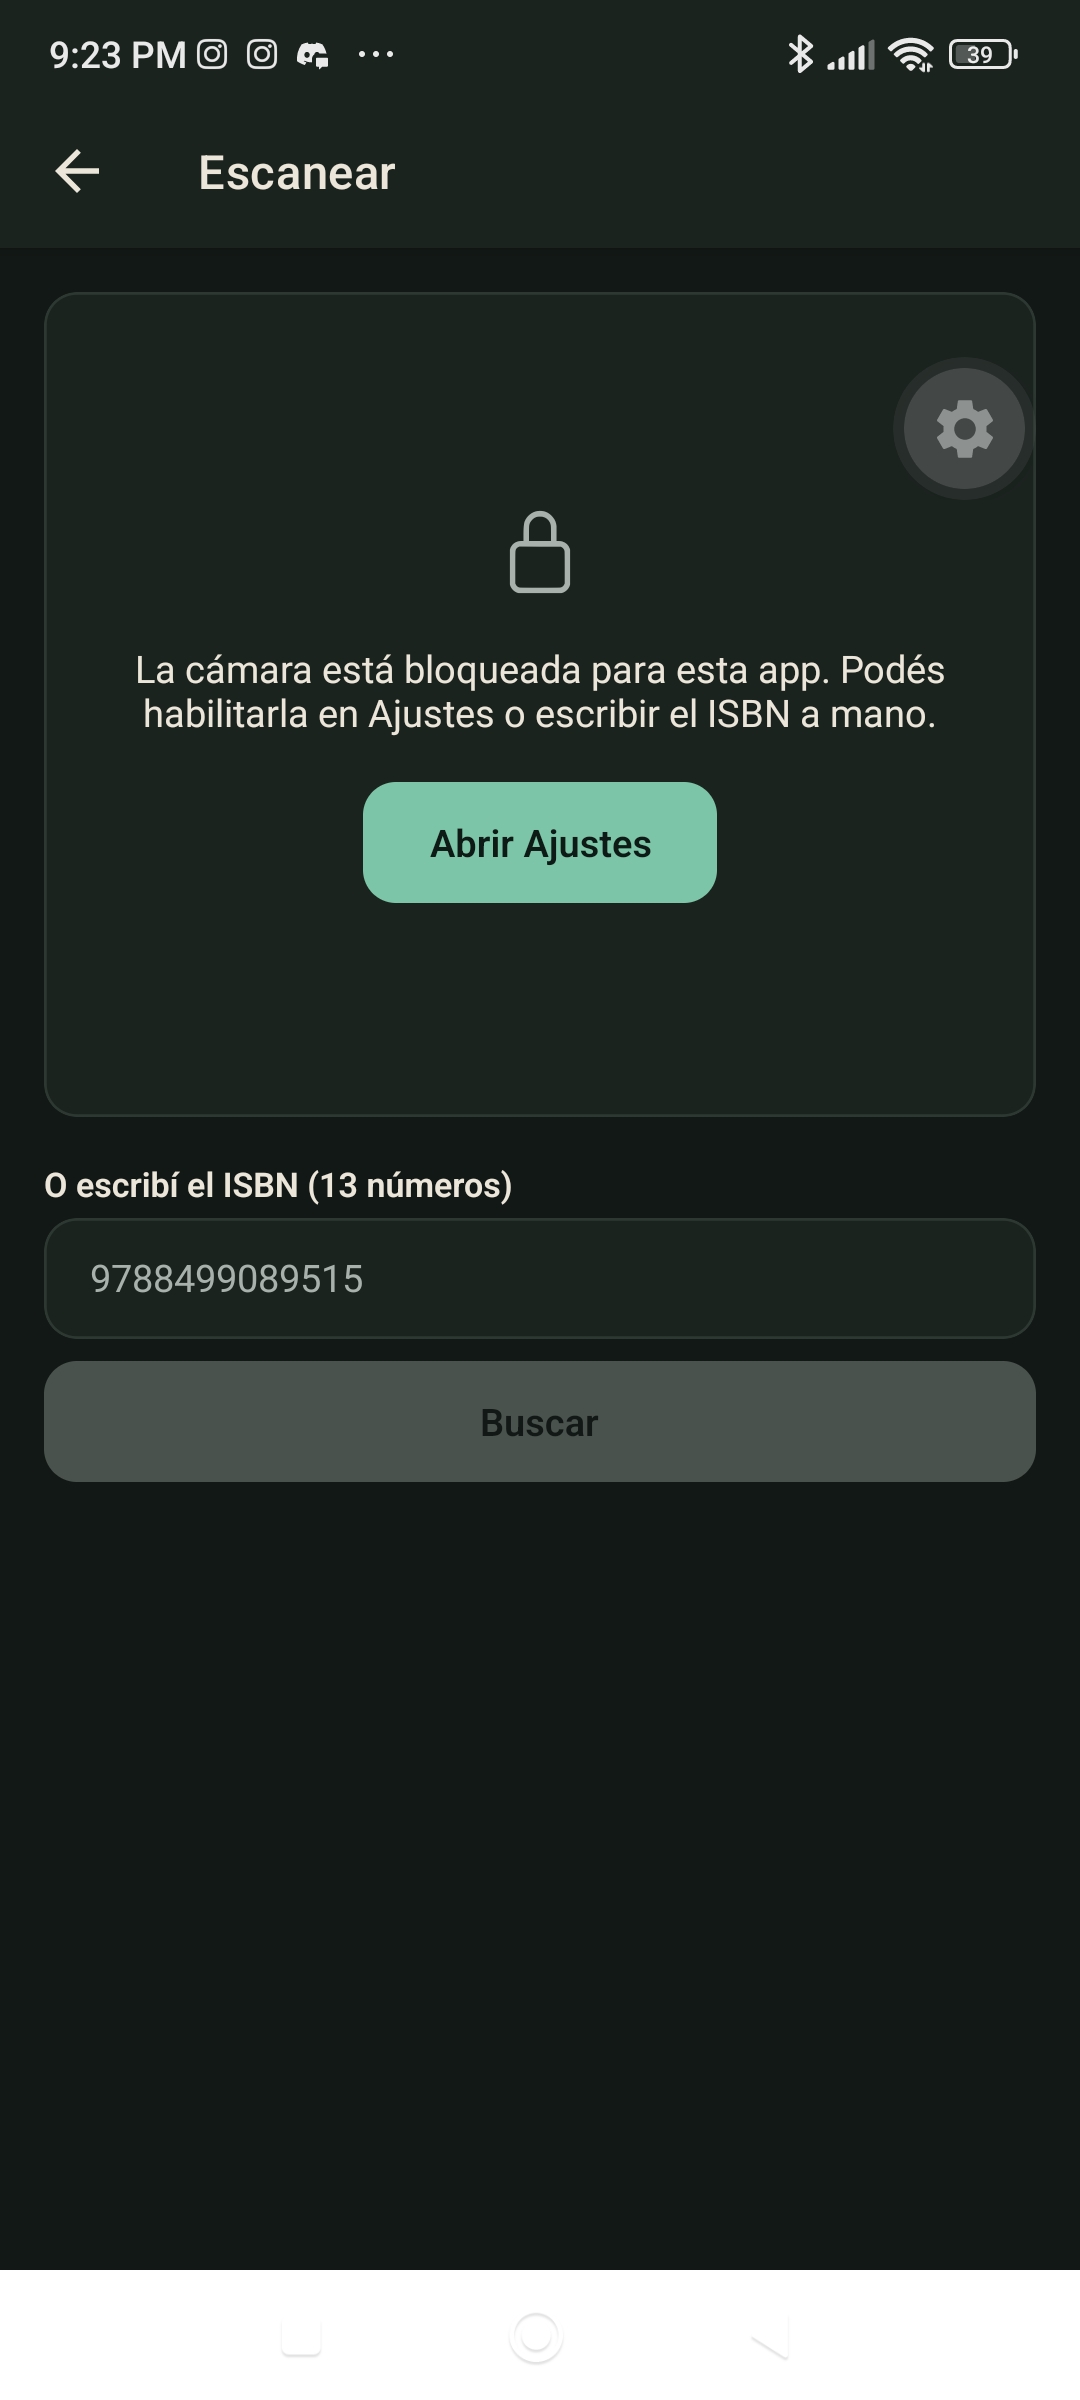 9:23 PM
39
Escanear
La cámara está bloqueada para esta app. Podés
habilitarla en Ajustes o escribir el ISBN a mano.
Abrir Ajustes
O escribí el ISBN (13 números)
9788499089515
Buscar